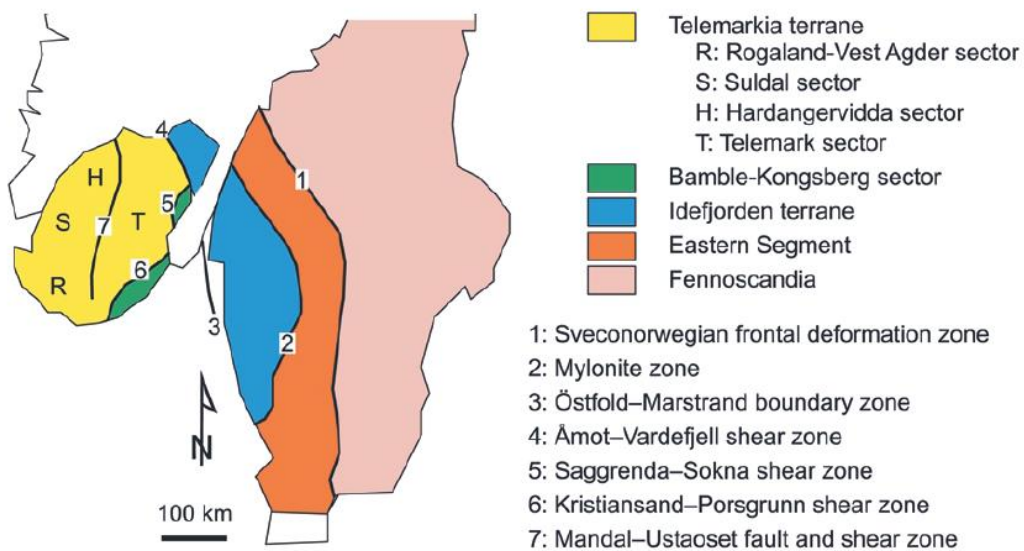 Telemarkia terrane
R: Rogaland-Vest Agder sector
S: Suldal sector
H: Hardangervidda sector
T: Telemark sector
Bamble-Kongsberg sector
Idefjorden terrane
Eastern Segment
Fennoscandia
1: Sveconorwegian frontal deformation zone
2: Mylonite zone
3: Östfold–Marstrand boundary zone
4: Åmot–Vardefjell shear zone
5: Saggrenda–Sokna shear zone
6: Kristiansand–Porsgrunn shear zone
7: Mandal–Ustaoset fault and shear zone
4
H
1
5
S
7
T
6
R
3
2
N
100 km